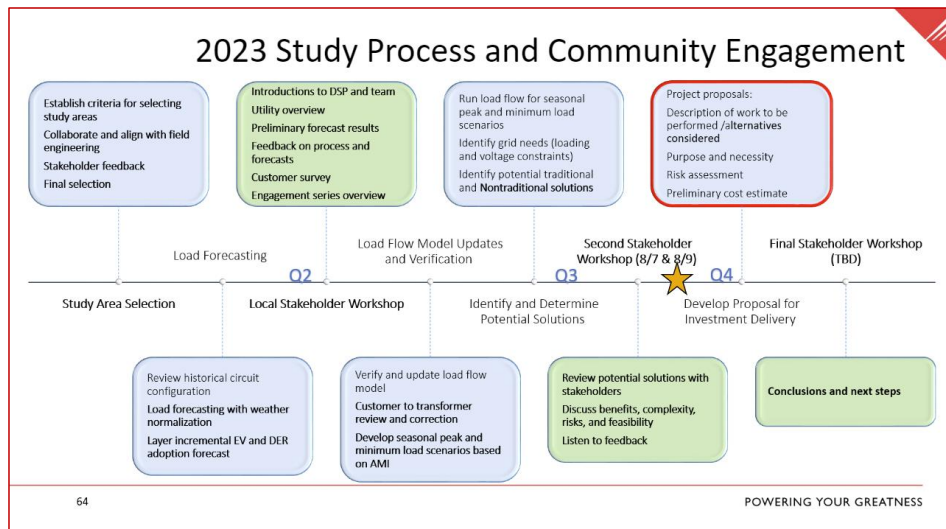 2023 Study Process and Community Engagement
Establish criteria for selecting
study areas
Collaborate and align with field
engineering
Stakeholder feedback
Final selection
Introductions to DSP and team
Utility overview
Preliminary forecast results
Feedback on process and
forecasts
Customer survey
Engagement series overview
Run load flow for seasonal
peak and minimum load
scenarios
Identify grid needs (loading
and voltage constraints)
Identify potential traditional
and Nontraditional solutions
Project proposals:
Description of work to be
performed /alternatives
considered
Purpose and necessity
Risk assessment
Preliminary cost estimate
Load Forecasting
Load Flow Model Updates
and Verification
Second Stakeholder
Workshop (8/7 & 8/9)
Final Stakeholder Workshop
(TBD)
Q2
Q3
Q4
Study Area Selection
Local Stakeholder Workshop
Identify and Determine
Potential Solutions
Develop Proposal for
Investment Delivery
Review historical circuit
configuration
Load forecasting with weather
normalization
Layer incremental EV and DER
adoption forecast
Verify and update load flow
model
Customer to transformer
review and correction
Develop seasonal peak and
minimum load scenarios based
on AMI
Review potential solutions with
stakeholders
Discuss benefits, complexity,
risks, and feasibility
Listen to feedback
Conclusions and next steps
64
POWERING YOUR GREATNESS